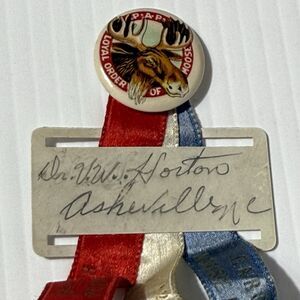 P.A.P.
LOYAL ORDER OF MOOSE
Dr. V.W. Horton
Asheville NC